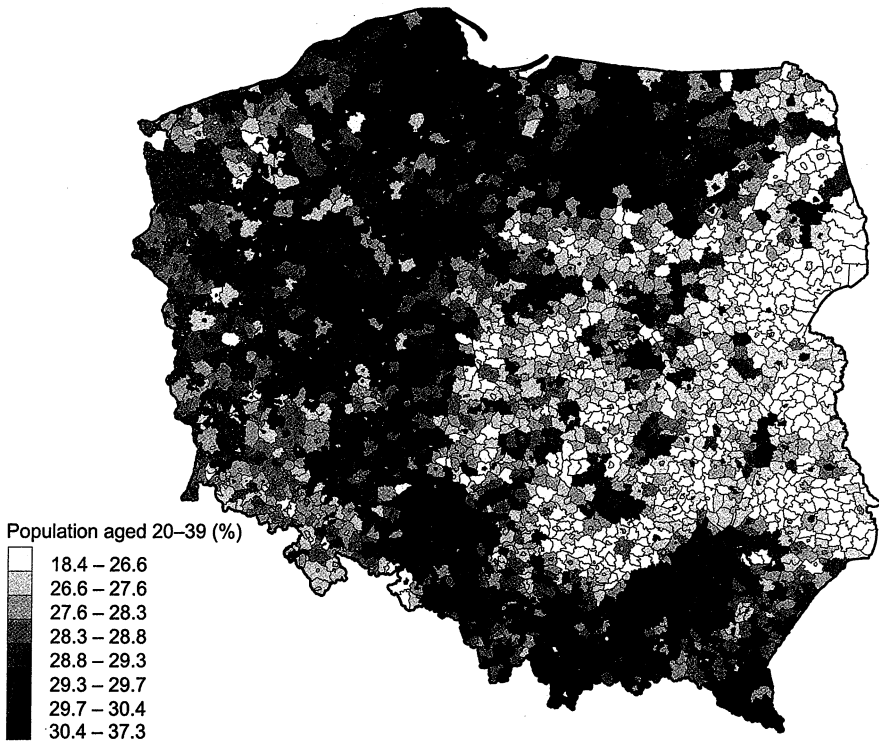 Population aged 20–39 (%)
18.4 – 26.6
26.6 – 27.6
27.6 – 28.3
28.3 – 28.8
28.8 – 29.3
29.3 – 29.7
29.7 – 30.4
30.4 – 37.3